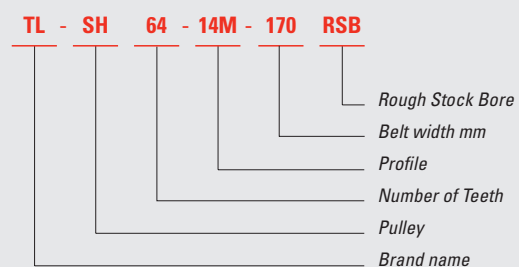 TL - SH 64 - 14M - 170 RSB
Rough Stock Bore
Belt width mm
Profile
Number of Teeth
Pulley
Brand name